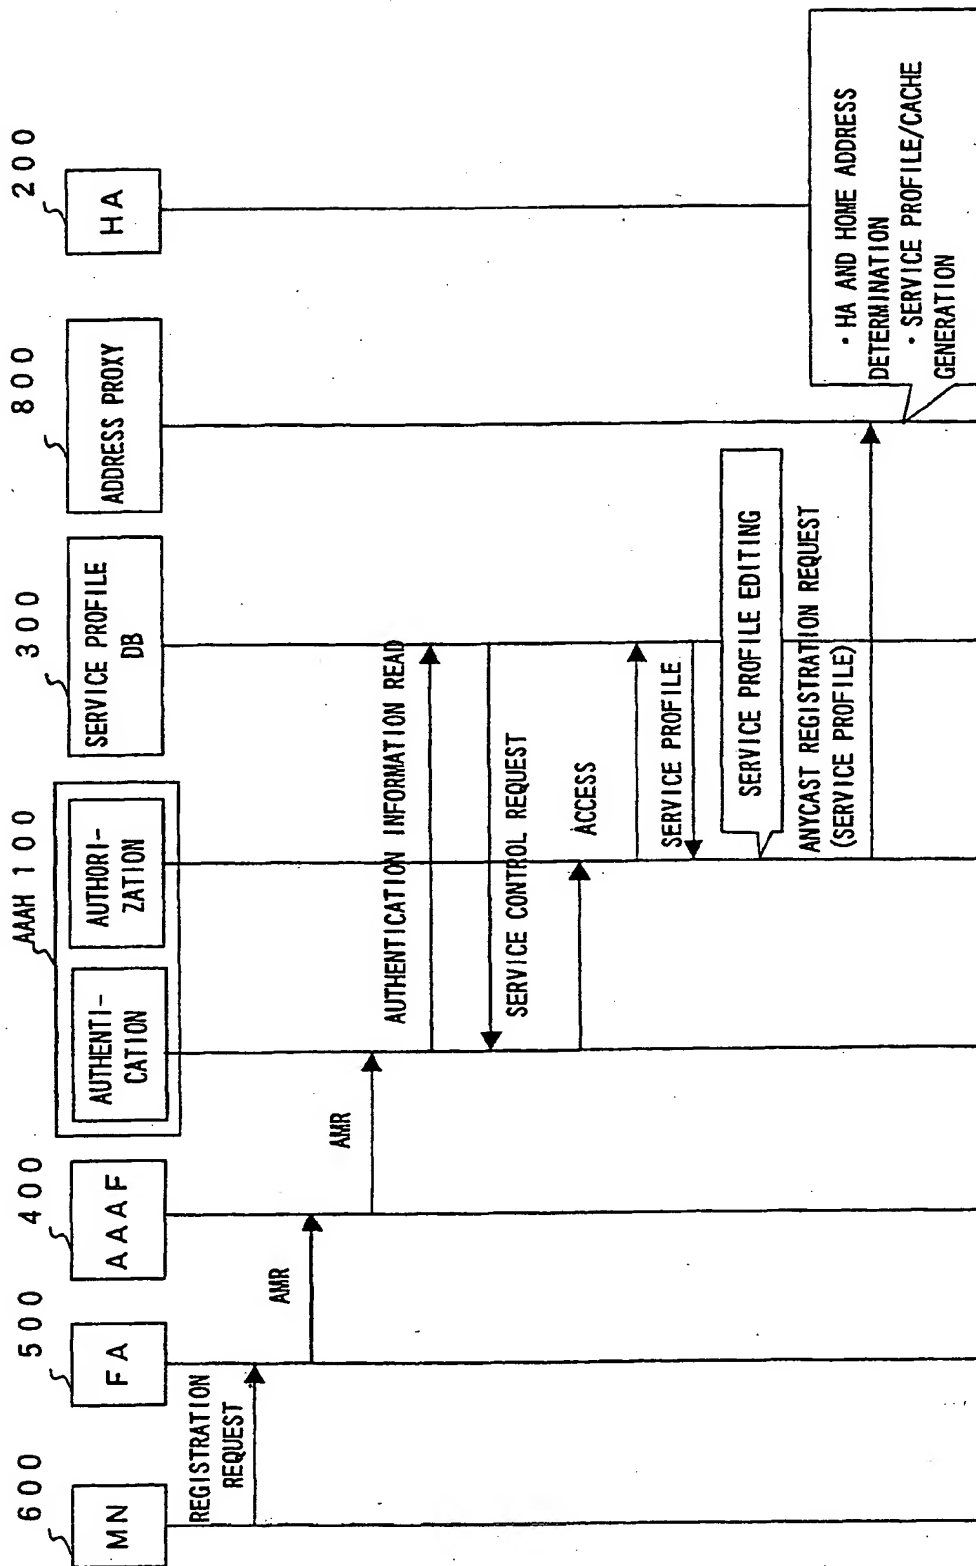 600
MN
500
FA
400
AAAF
AAAH 100
AUTHENTI-
CATION
AUTHORI-
ZATION
300
SERVICE PROFILE
DB
800
ADDRESS PROXY
200
HA
REGISTRATION
REQUEST
AMR
AMR
AUTHENTICATION INFORMATION READ
SERVICE CONTROL REQUEST
ACCESS
SERVICE PROFILE
SERVICE PROFILE EDITING
ANYCAST REGISTRATION REQUEST
(SERVICE PROFILE)
・HA AND HOME ADDRESS
DETERMINATION
・SERVICE PROFILE/CACHE
GENERATION